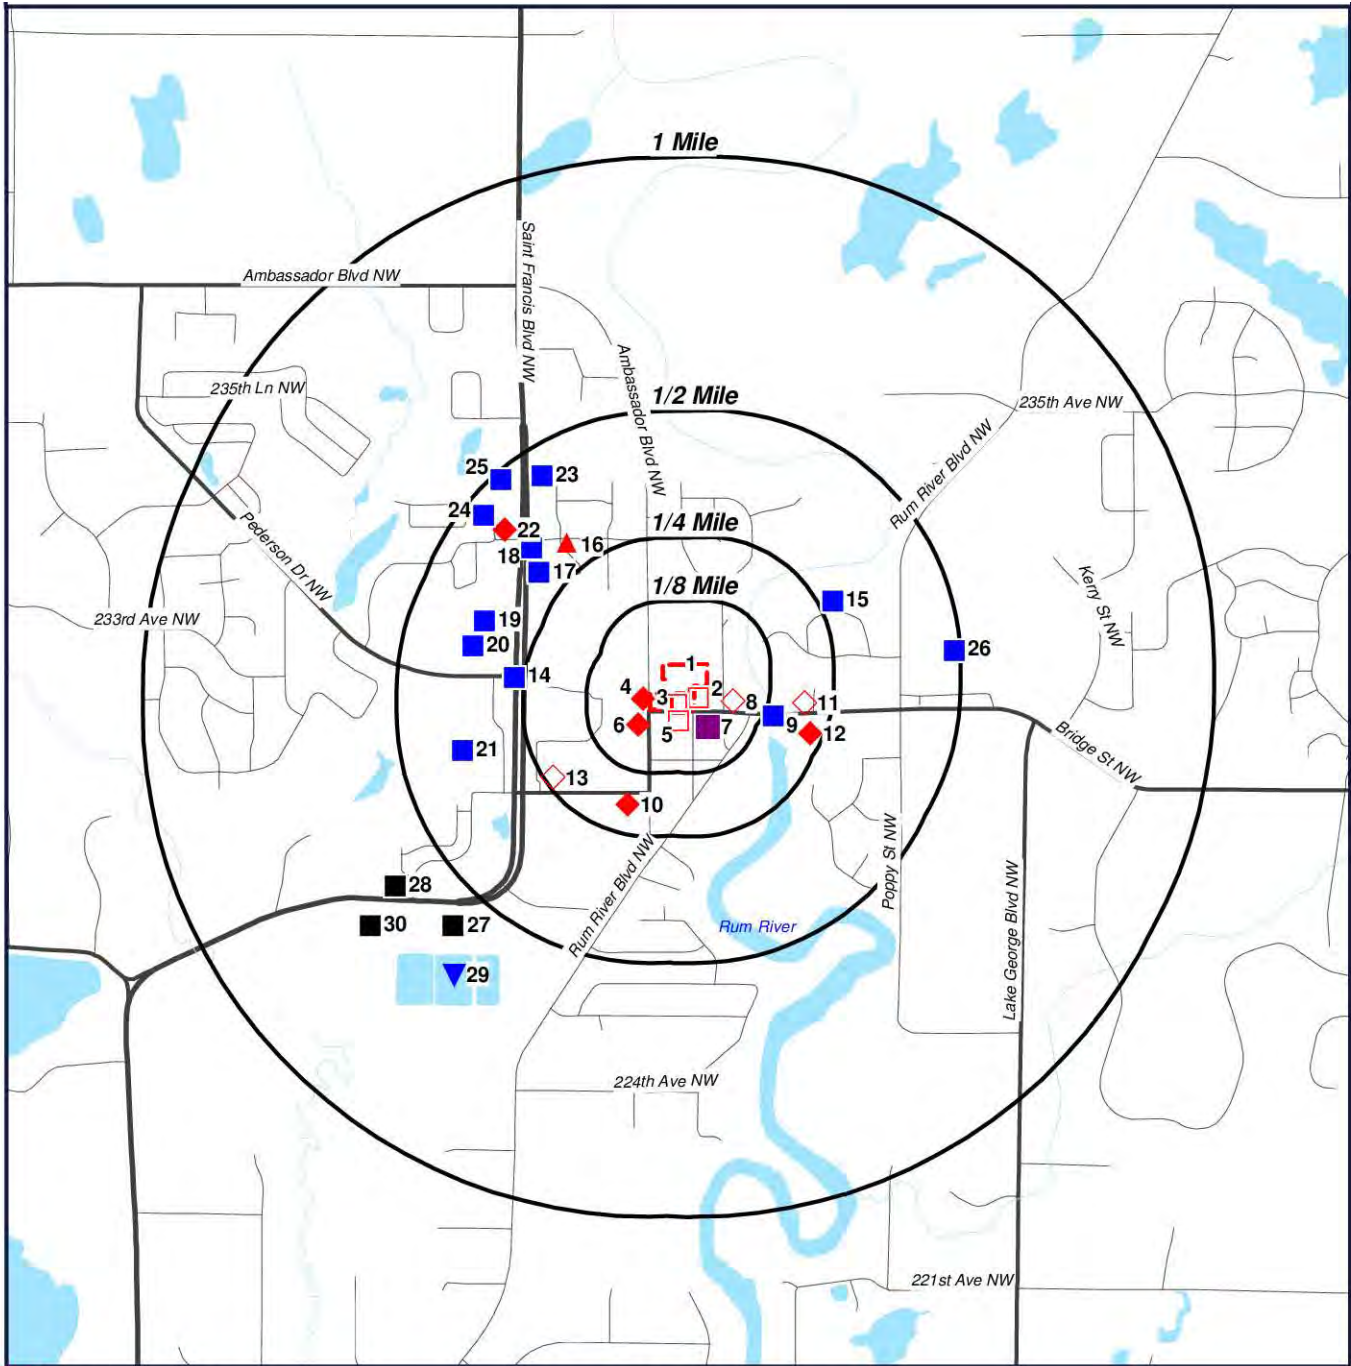 1 Mile
Saint Francis Blvd NW
Ambassador Blvd NW
Ambassador Blvd NW
235th Ln NW
1/2 Mile
235th Ave NW
Rum River Blvd NW
25
23
24
22
1/4 Mile
18
16
17
Pederson Dr NW
1/8 Mile
Kerry St NW
15
233rd Ave NW
19
20
26
14
1
4
3
2
8
11
6
5
7
9
12
21
13
10
Bridge St NW
Poppy St NW
Rum River Blvd NW
Lake George Blvd NW
28
30
27
Rum River
29
224th Ave NW
221st Ave NW